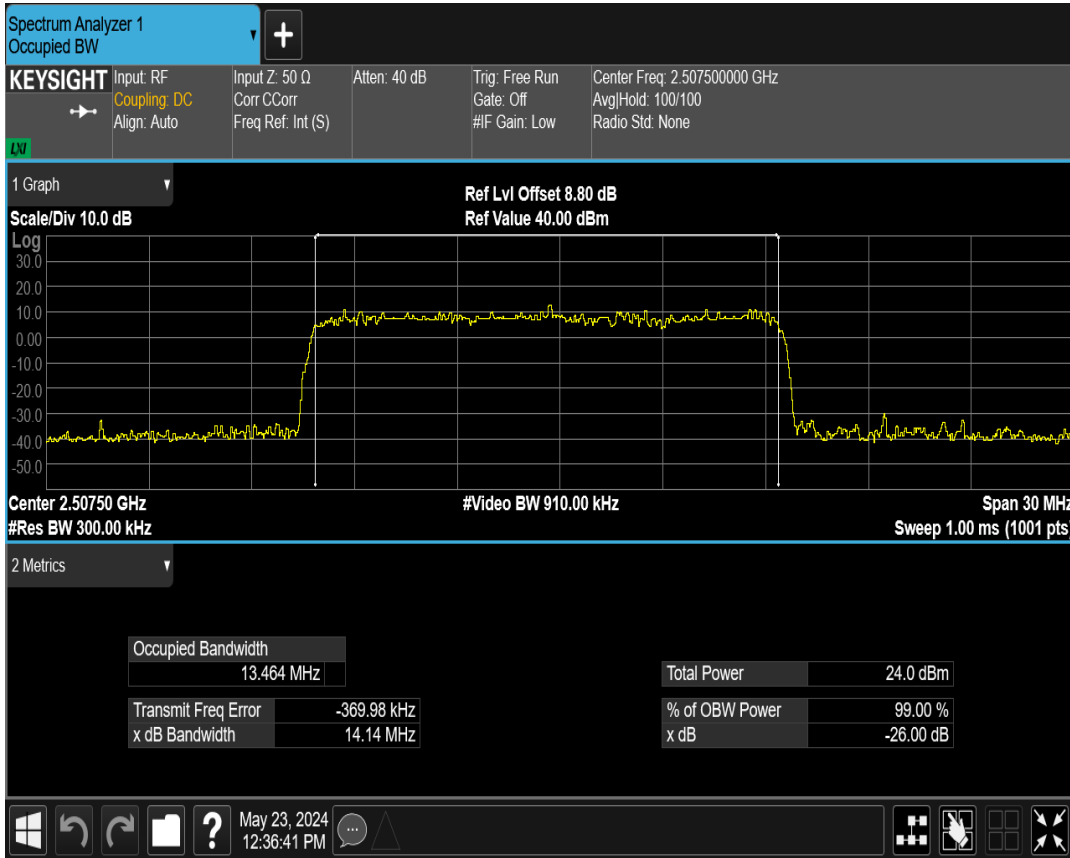 Spectrum Analyzer 1
Occupied BW
+
KEYSIGHT
LXI
Input: RF
Coupling: DC
Align: Auto
Input Z: 50 Ω
Corr CCorr
Freq Ref: Int (S)
Atten: 40 dB
Trig: Free Run
Gate: Off
#IF Gain: Low
Center Freq: 2.507500000 GHz
Avg|Hold: 100/100
Radio Std: None
1 Graph
Scale/Div 10.0 dB
Ref Lvl Offset 8.80 dB
Ref Value 40.00 dBm
Log
30.0
20.0
10.0
0.00
-10.0
-20.0
-30.0
-40.0
-50.0
Center 2.50750 GHz
#Video BW 910.00 kHz
Span 30 MHz
#Res BW 300.00 kHz
Sweep 1.00 ms (1001 pts)
2 Metrics
Occupied Bandwidth
13.464 MHz
Total Power 24.0 dBm
Transmit Freq Error -369.98 kHz
% of OBW Power 99.00 %
x dB Bandwidth 14.14 MHz
x dB -26.00 dB
?
May 23, 2024
12:36:41 PM